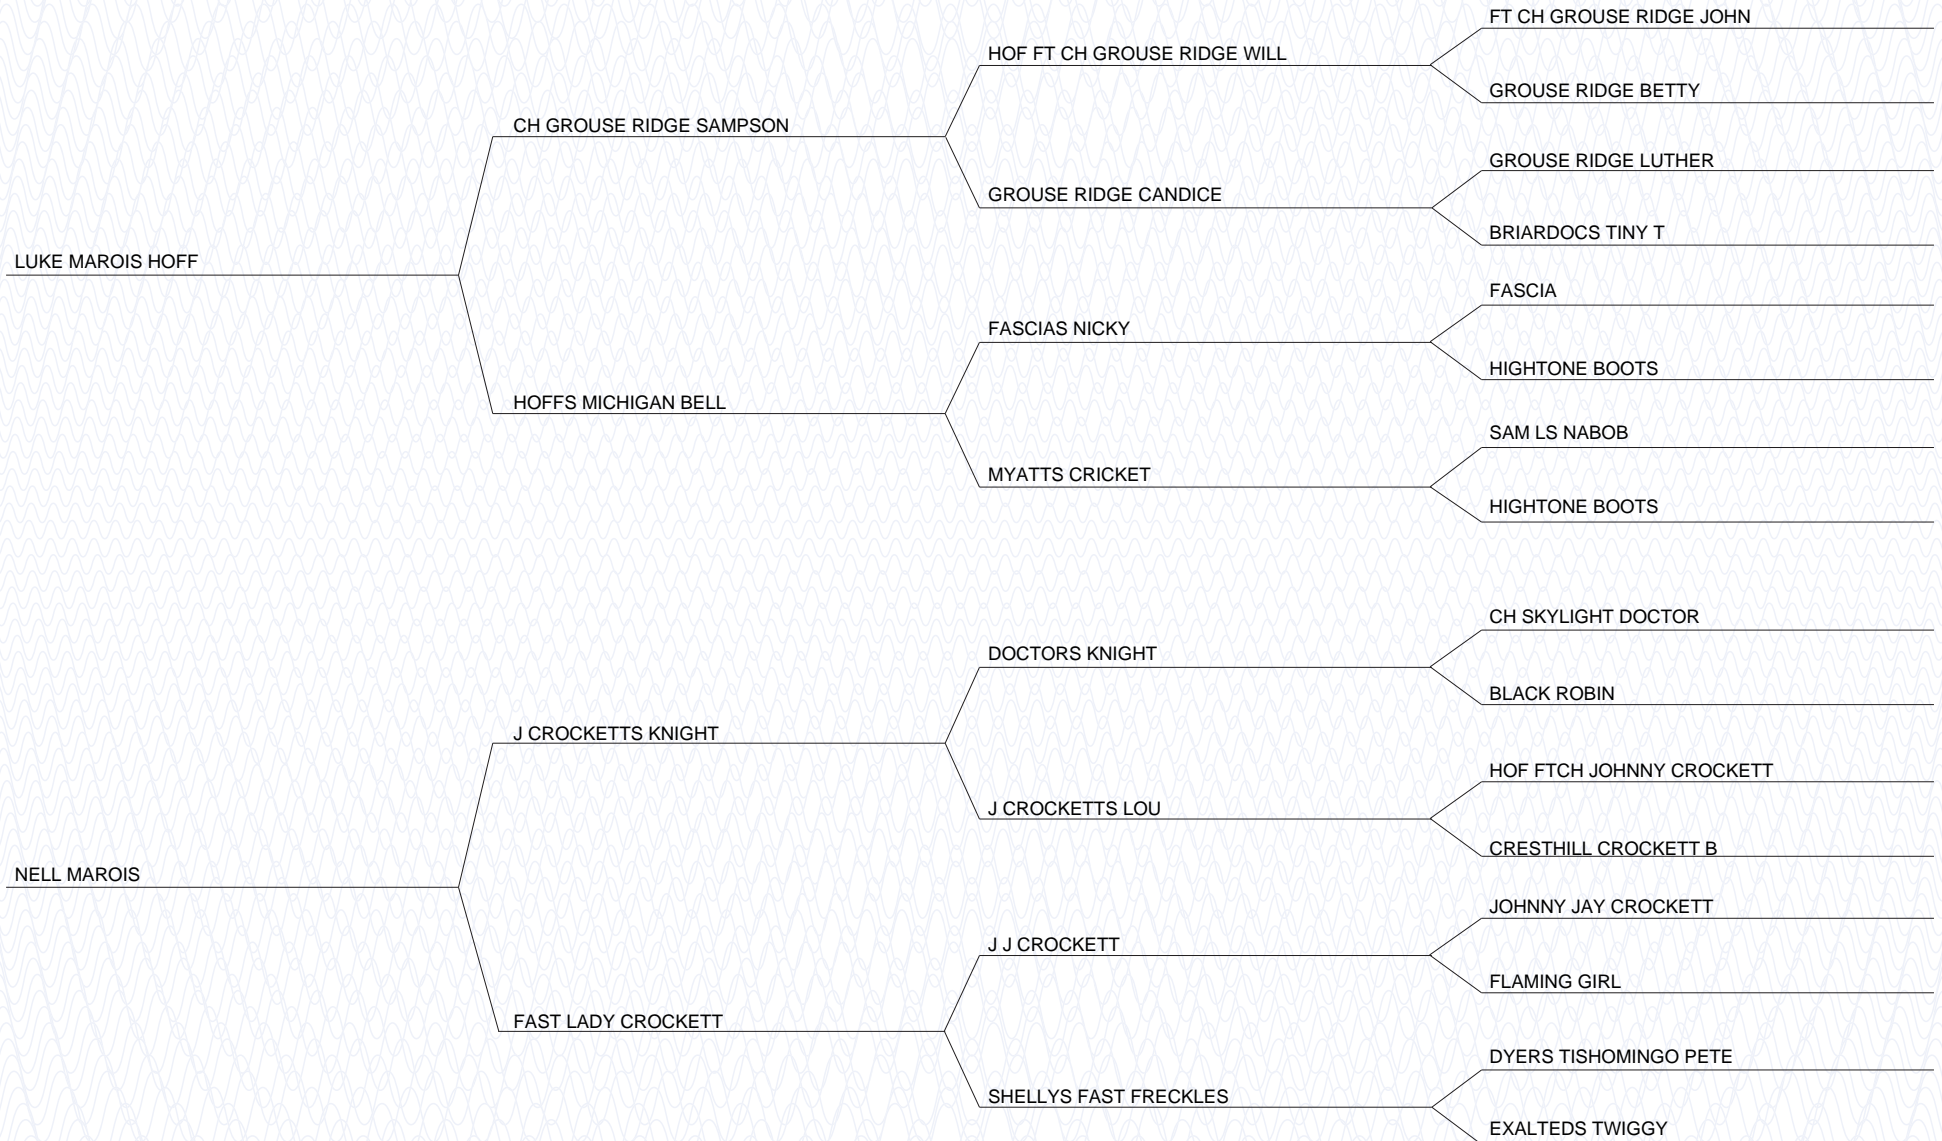 FT CH GROUSE RIDGE JOHN
HOF FT CH GROUSE RIDGE WILL
GROUSE RIDGE BETTY
CH GROUSE RIDGE SAMPSON
GROUSE RIDGE LUTHER
GROUSE RIDGE CANDICE
BRIARDOCS TINY T
LUKE MAROIS HOFF
FASCIA
FASCIAS NICKY
HIGHTONE BOOTS
HOFFS MICHIGAN BELL
SAM LS NABOB
MYATTS CRICKET
HIGHTONE BOOTS
CH SKYLIGHT DOCTOR
DOCTORS KNIGHT
BLACK ROBIN
J CROCKETTS KNIGHT
HOF FTCH JOHNNY CROCKETT
J CROCKETTS LOU
CRESTHILL CROCKETT B
NELL MAROIS
JOHNNY JAY CROCKETT
J J CROCKETT
FLAMING GIRL
FAST LADY CROCKETT
DYERS TISHOMINGO PETE
SHELLYS FAST FRECKLES
EXALTEDS TWIGGY